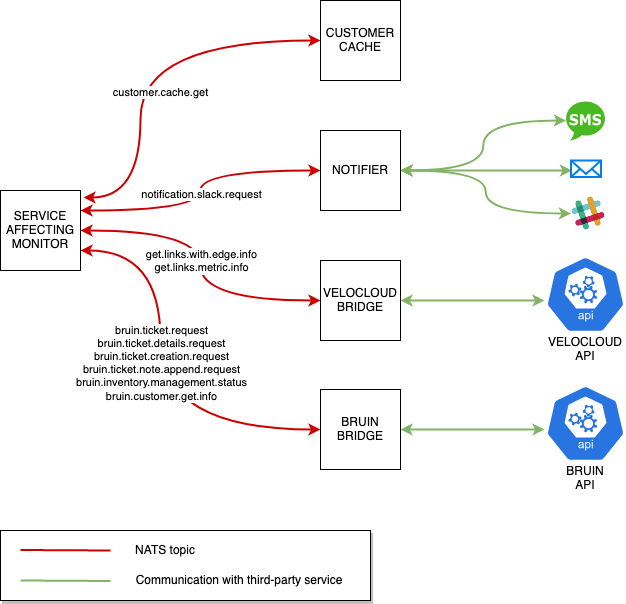 CUSTOMER
CACHE
customer.cache.get
SMS
NOTIFIER
notification.slack.request
SERVICE
AFFECTING
MONITOR
get.links.with.edge.info
get.links.metric.info
VELOCLOUD
BRIDGE
api
VELOCLOUD
API
bruin.ticket.request
bruin.ticket.details.request
bruin.ticket.creation.request
bruin.ticket.note.append.request
bruin.inventory.management.status
bruin.customer.get.info
BRUIN
BRIDGE
api
BRUIN
API
NATS topic
Communication with third-party service